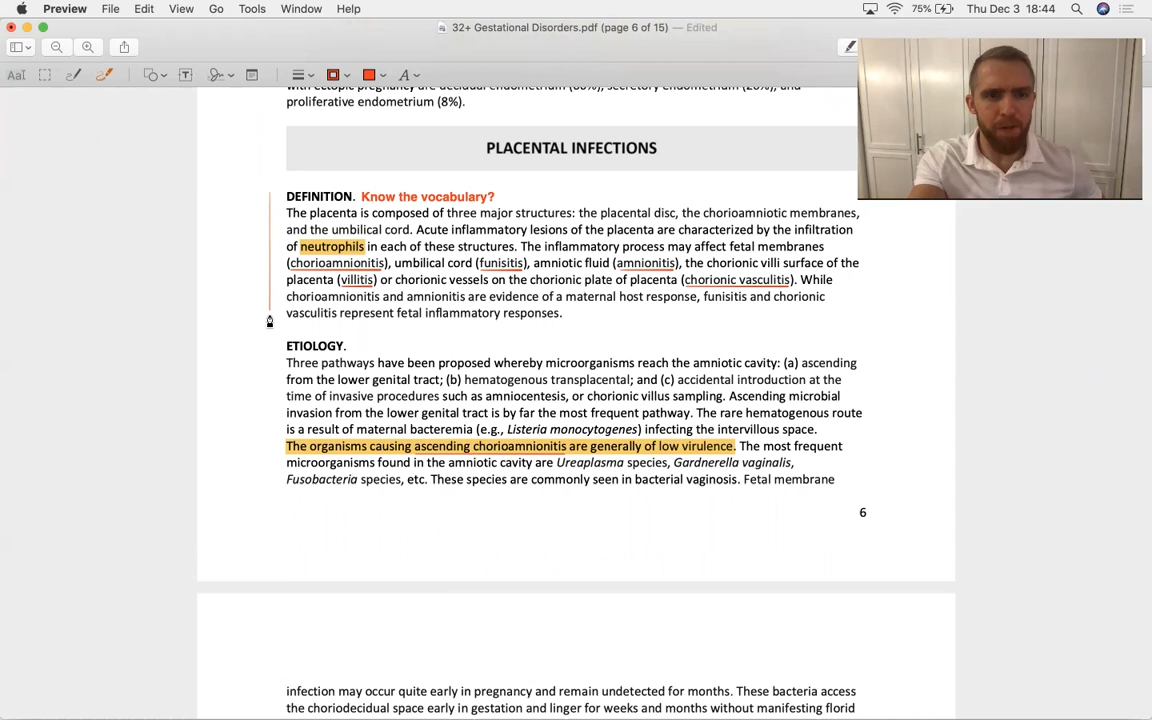 Preview File Edit View Go Tools Window Help 75% Thu Dec 3 18:44
32+ Gestational Disorders.pdf (page 6 of 15) — Edited
with ectopic pregnancy are decidual endometrium secretory endometrium and
proliferative endometrium (8%).
PLACENTAL INFECTIONS
DEFINITION. Know the vocabulary?
The placenta is composed of three major structures: the placental disc, the chorioamniotic membranes,
and the umbilical cord. Acute inflammatory lesions of the placenta are characterized by the infiltration
of neutrophils in each of these structures. The inflammatory process may affect fetal membranes
(chorioamnionitis), umbilical cord (funisitis), amniotic fluid (amnionitis), the chorionic villi surface of the
placenta (villitis) or chorionic vessels on the chorionic plate of placenta (chorionic vasculitis). While
chorioamnionitis and amnionitis are evidence of a maternal host response, funisitis and chorionic
vasculitis represent fetal inflammatory responses.
ETIOLOGY.
Three pathways have been proposed whereby microorganisms reach the amniotic cavity: (a) ascending
from the lower genital tract; (b) hematogenous transplacental; and (c) accidental introduction at the
time of invasive procedures such as amniocentesis, or chorionic villus sampling. Ascending microbial
invasion from the lower genital tract is by far the most frequent pathway. The rare hematogenous route
is a result of maternal bacteremia (e.g., Listeria monocytogenes) infecting the intervillous space.
The organisms causing ascending chorioamnionitis are generally of low virulence. The most frequent
microorganisms found in the amniotic cavity are Ureaplasma species, Gardnerella vaginalis,
Fusobacteria species, etc. These species are commonly seen in bacterial vaginosis. Fetal membrane
6
infection may occur quite early in pregnancy and remain undetected for months. These bacteria access
the choriodecidual space early in gestation and linger for weeks and months without manifesting florid